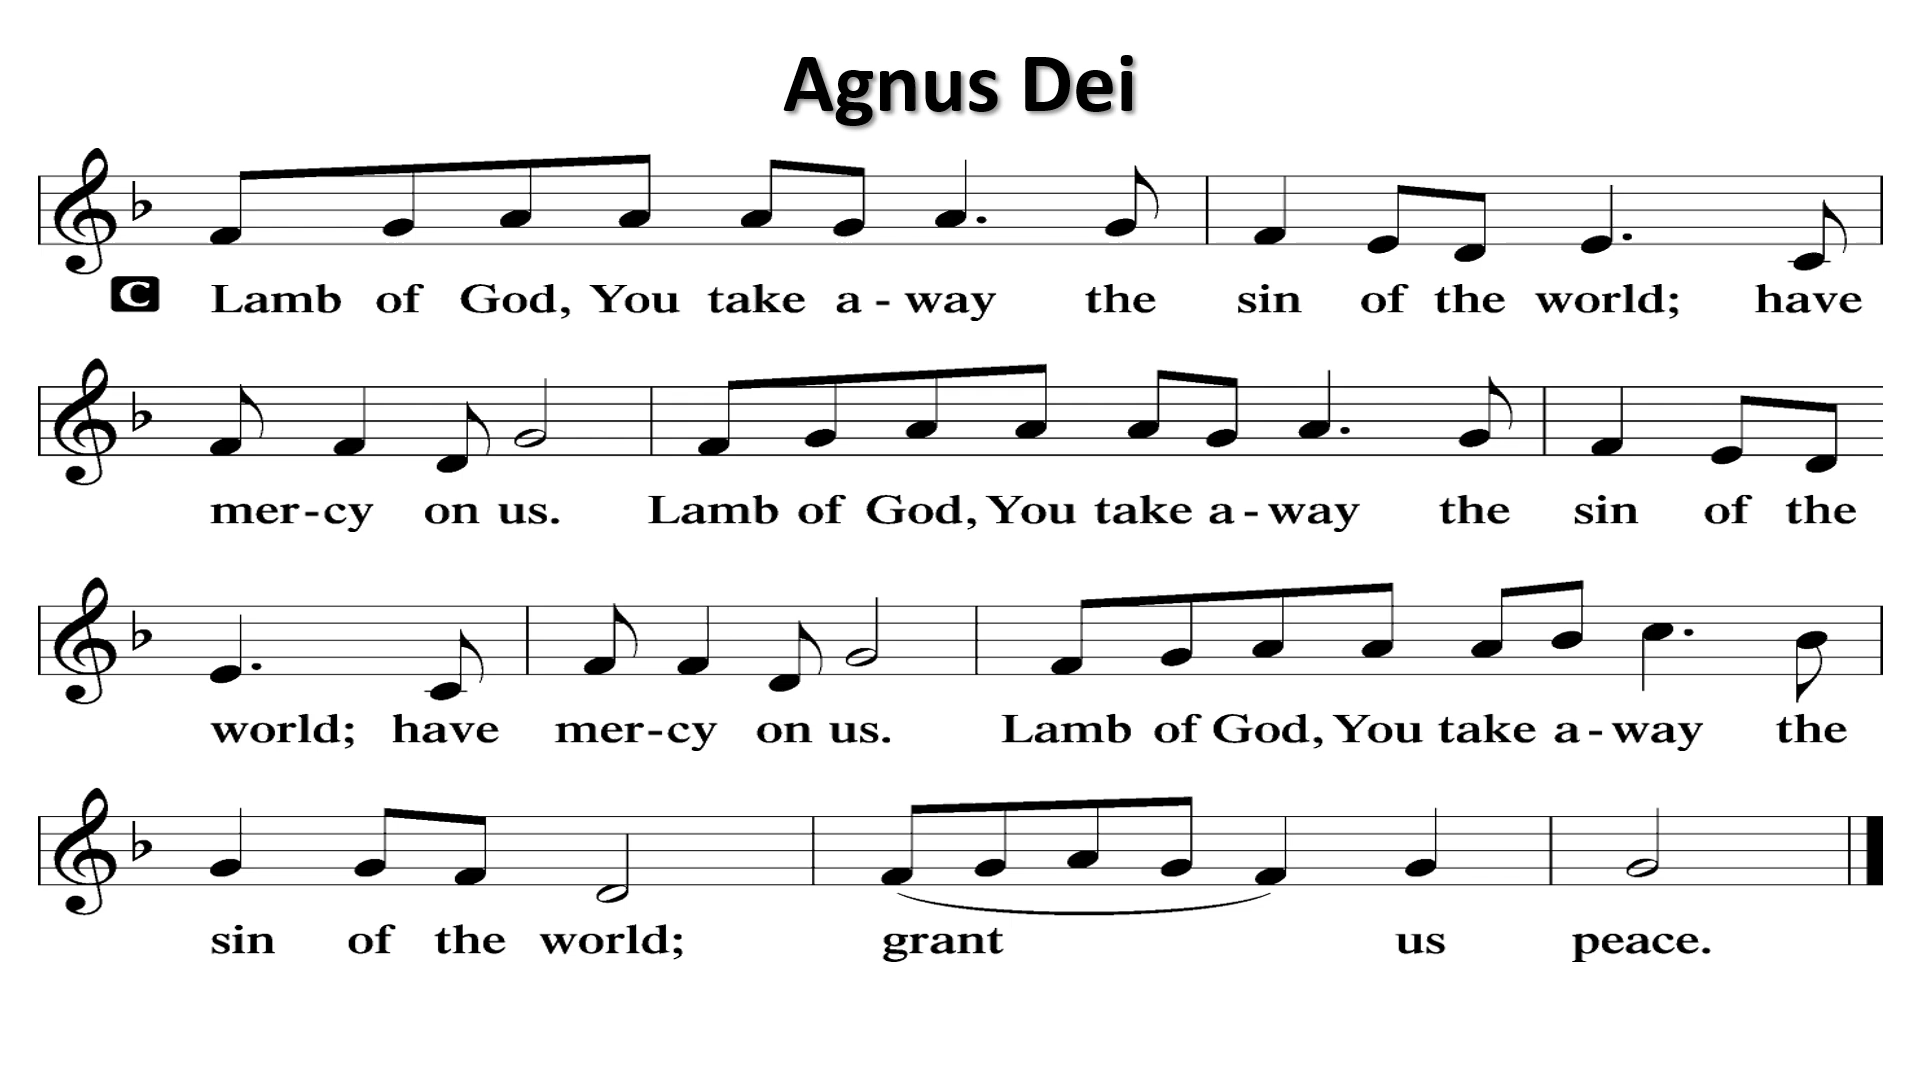 Agnus Dei
C Lamb of God, You take a - way the sin of the world; have
mer - cy on us. Lamb of God, You take a - way the sin of the
world; have mer - cy on us. Lamb of God, You take a - way the
sin of the world; grant us peace.